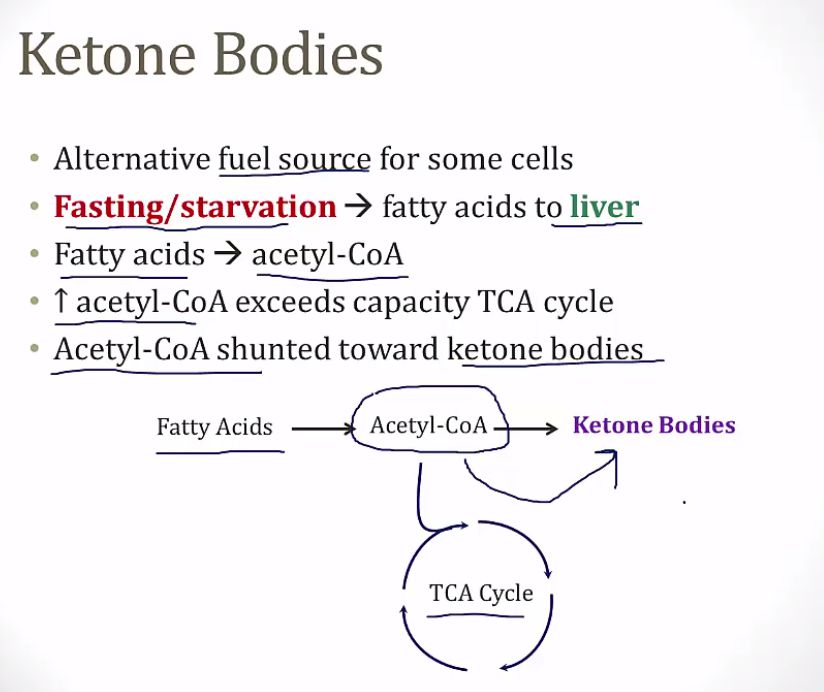 Ketone Bodies
• Alternative fuel source for some cells
• Fasting/starvation → fatty acids to liver
• Fatty acids → acetyl-CoA
• ↑ acetyl-CoA exceeds capacity TCA cycle
• Acetyl-CoA shunted toward ketone bodies
Fatty Acids → Acetyl-CoA → Ketone Bodies
TCA Cycle